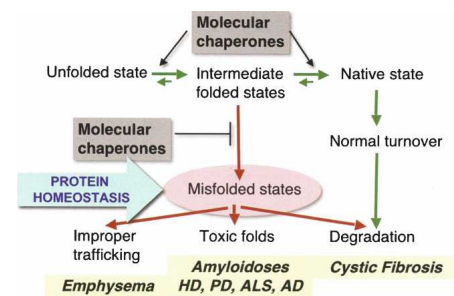 Molecular
chaperones
Unfolded state
Intermediate
folded states
Native state
Molecular
chaperones
Normal turnover
PROTEIN
HOMEOSTASIS
Misfolded states
Improper
trafficking
Toxic folds
Degradation
Emphysema
Amyloidoses
HD, PD, ALS, AD
Cystic Fibrosis